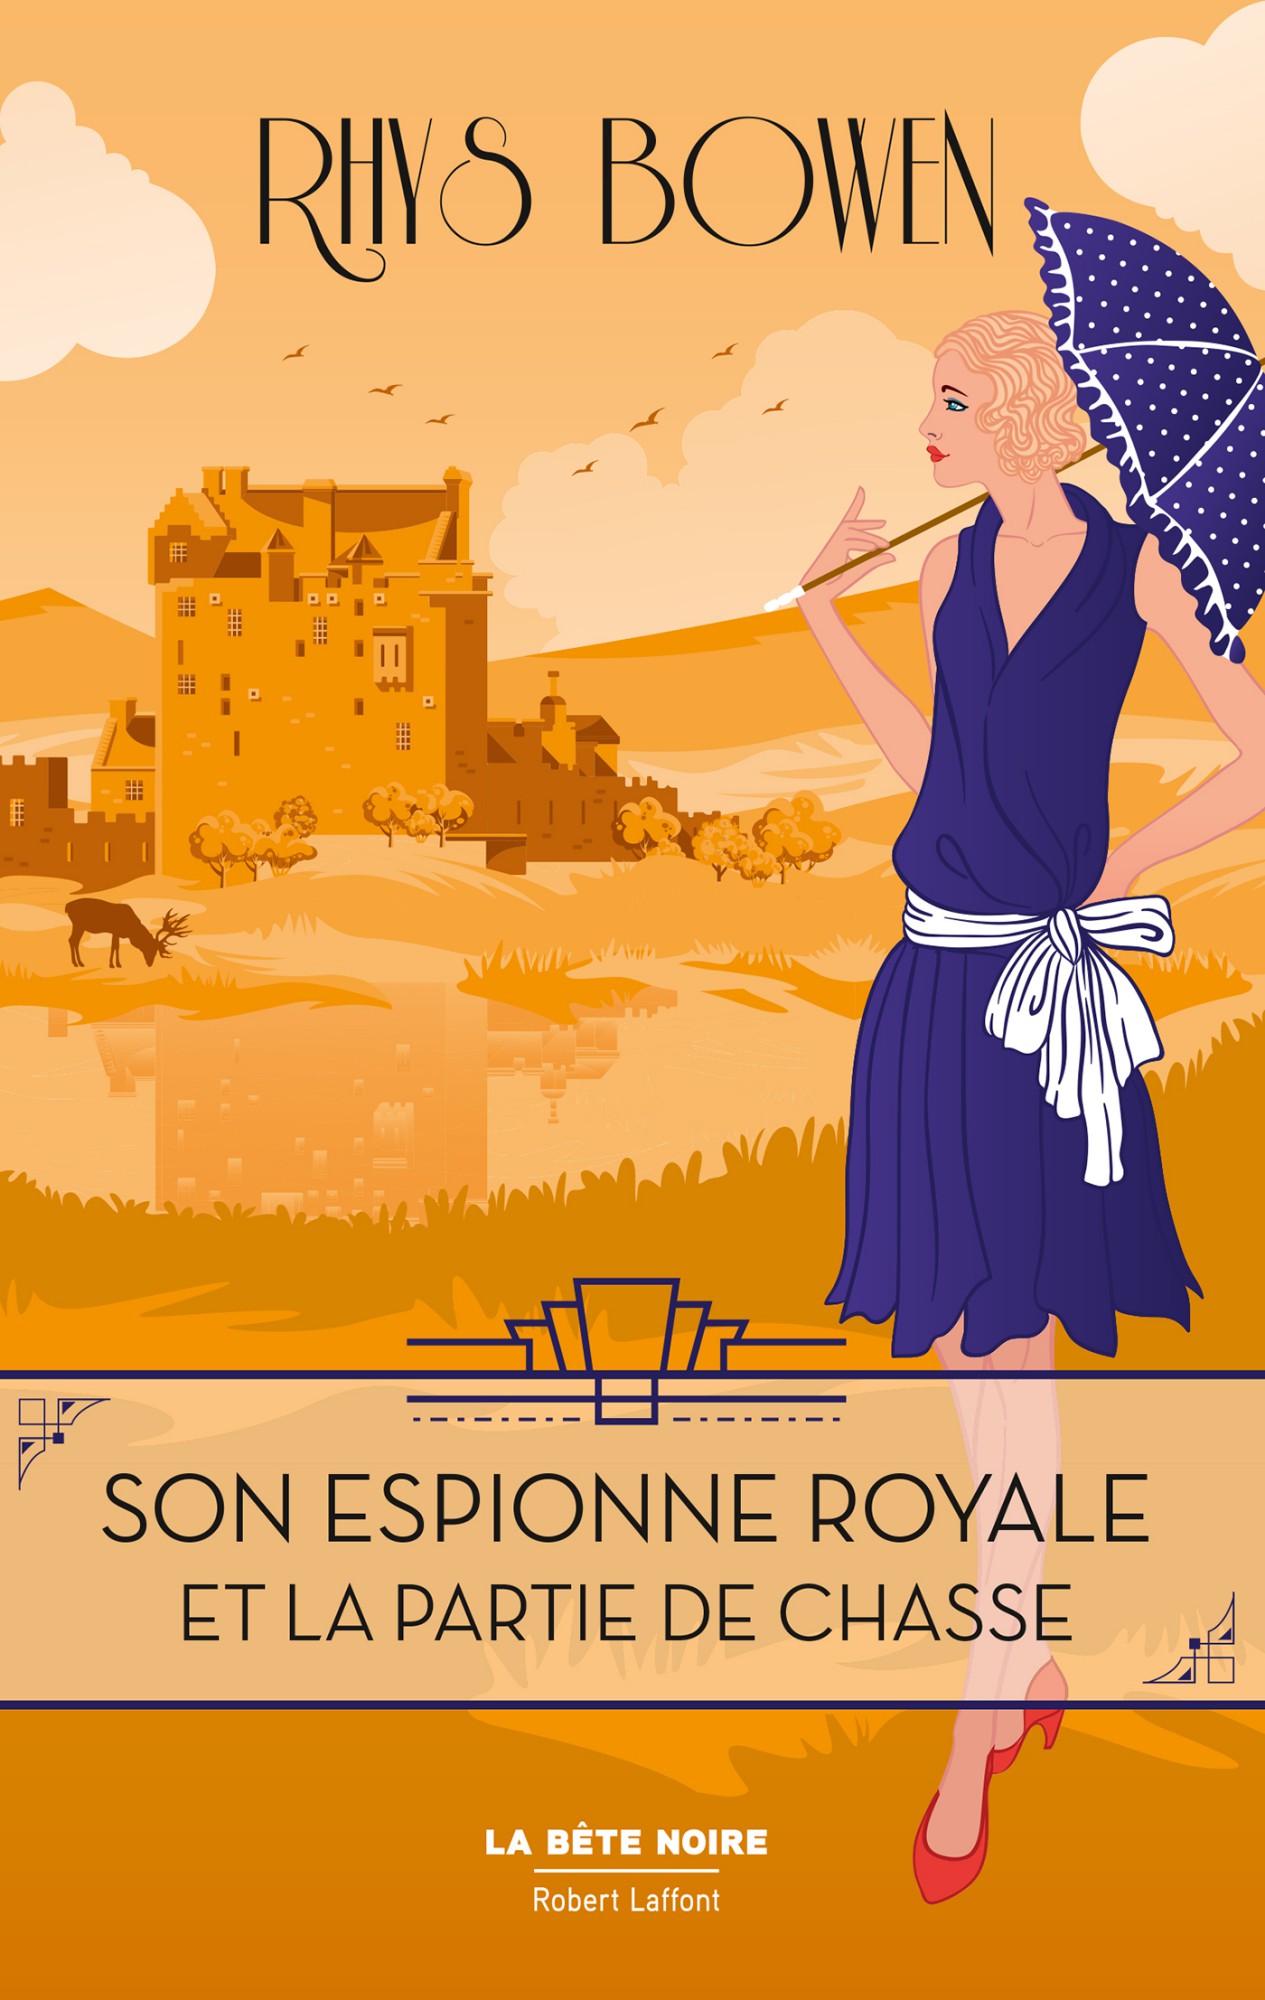 RHYS BOWEN
SON ESPIONNE ROYALE
ET LA PARTIE DE CHASSE
LA BÊTE NOIRE
Robert Laffont